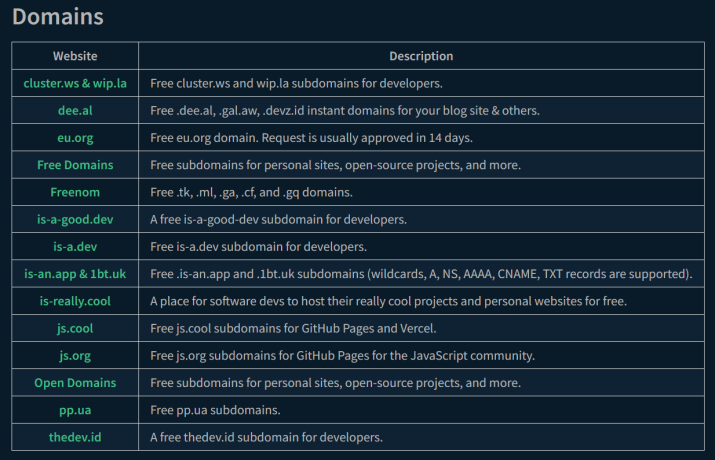 Domains
Website Description
cluster.ws & wip.la Free cluster.ws and wip.la subdomains for developers.
dee.al Free .dee.al, .gal.aw, .devz.id instant domains for your blog site & others.
eu.org Free eu.org domain. Request is usually approved in 14 days.
Free Domains Free subdomains for personal sites, open-source projects, and more.
Freenom Free .tk, .ml, .ga, .cf, and .gq domains.
is-a-good.dev A free is-a-good-dev subdomain for developers.
is-a.dev Free is-a.dev subdomain for developers.
is-an.app & 1bt.uk Free .is-an.app and .1bt.uk subdomains (wildcards, A, NS, AAAA, CNAME, TXT records are supported).
is-really.cool A place for software devs to host their really cool projects and personal websites for free.
js.cool Free js.cool subdomains for GitHub Pages and Vercel.
js.org Free js.org subdomains for GitHub Pages for the JavaScript community.
Open Domains Free subdomains for personal sites, open-source projects, and more.
pp.ua Free pp.ua subdomains.
thedev.id A free thedev.id subdomain for developers.